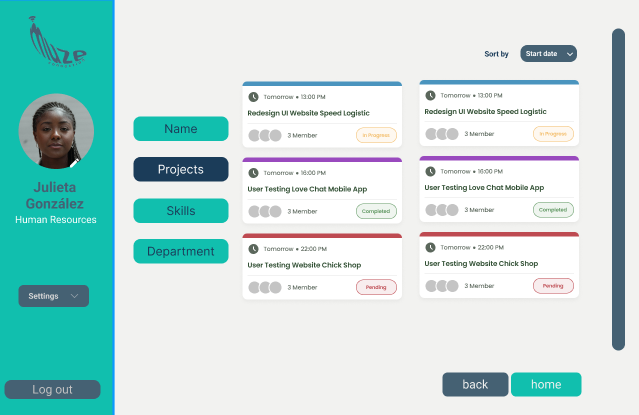 Muze
Julieta
González
Human Resources
Settings
Log out
Sort by
Start date
Name
Projects
Skills
Department
Tomorrow • 13:00 PM
Redesign UI Website Speed Logistic
3 Member
In Progress
Tomorrow • 16:00 PM
User Testing Love Chat Mobile App
3 Member
Completed
Tomorrow • 22:00 PM
User Testing Website Chick Shop
3 Member
Pending
Tomorrow • 13:00 PM
Redesign UI Website Speed Logistic
3 Member
In Progress
Tomorrow • 16:00 PM
User Testing Love Chat Mobile App
3 Member
Completed
Tomorrow • 22:00 PM
User Testing Website Chick Shop
3 Member
Pending
back
home